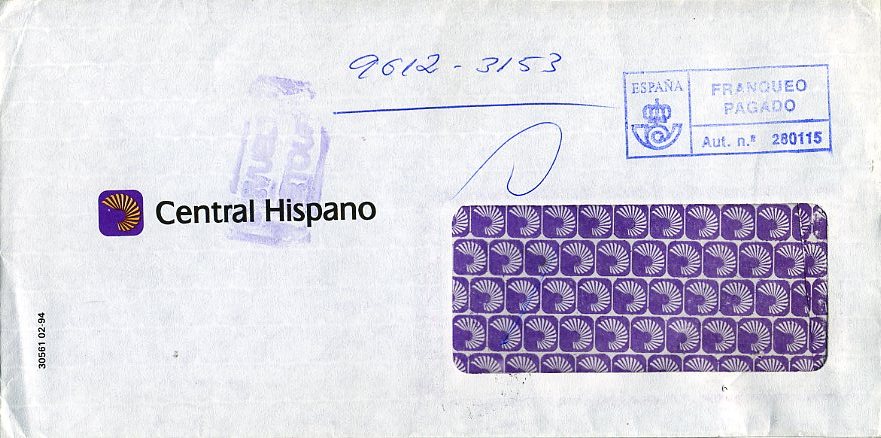 9612-3153
ESPAÑA
FRANQUEO
PAGADO
Aut. n.º 280115
Central Hispano
30561 02-94